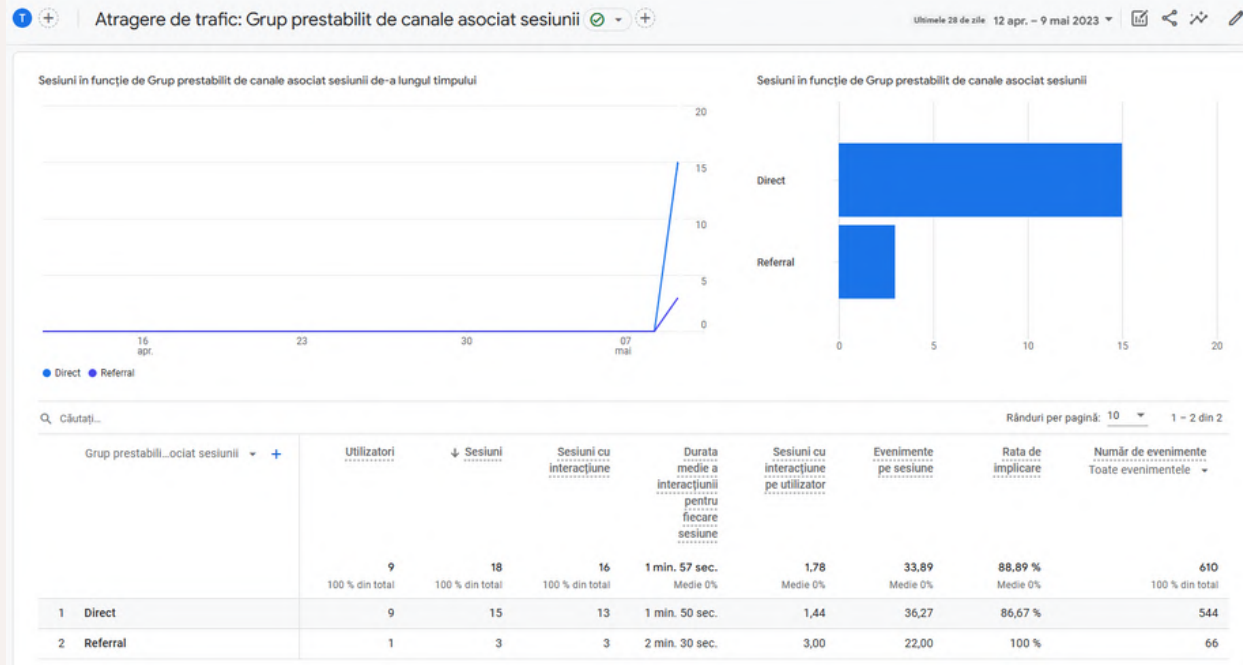 T
Atragere de trafic: Grup prestabilit de canale asociat sesiunii
Ultimele 28 de zile 12 apr. – 9 mai 2023
Sesiuni în funcție de Grup prestabilit de canale asociat sesiunii de-a lungul timpului
20
15
10
5
0
16 apr.
23
30
07 mai
Direct Referral
Sesiuni în funcție de Grup prestabilit de canale asociat sesiunii
Direct
Referral
0 5 10 15 20
Căutați...
Rânduri per pagină: 10 1 – 2 din 2
Grup prestabili...ociat sesiunii
Utilizatori
Sesiuni
Sesiuni cu
interacțiune
Durata
medie a
interacțiunii
pentru
fiecare
sesiune
Sesiuni cu
interacțiune
pe utilizator
Evenimente
pe sesiune
Rata de
implicare
Număr de evenimente
Toate evenimentele
9 18 16 1 min. 57 sec. 1,78 33,89 88,89 % 610
100 % din total 100 % din total 100 % din total Medie 0% Medie 0% Medie 0% Medie 0% 100 % din total
1 Direct 9 15 13 1 min. 50 sec. 1,44 36,27 86,67 % 544
2 Referral 1 3 3 2 min. 30 sec. 3,00 22,00 100 % 66